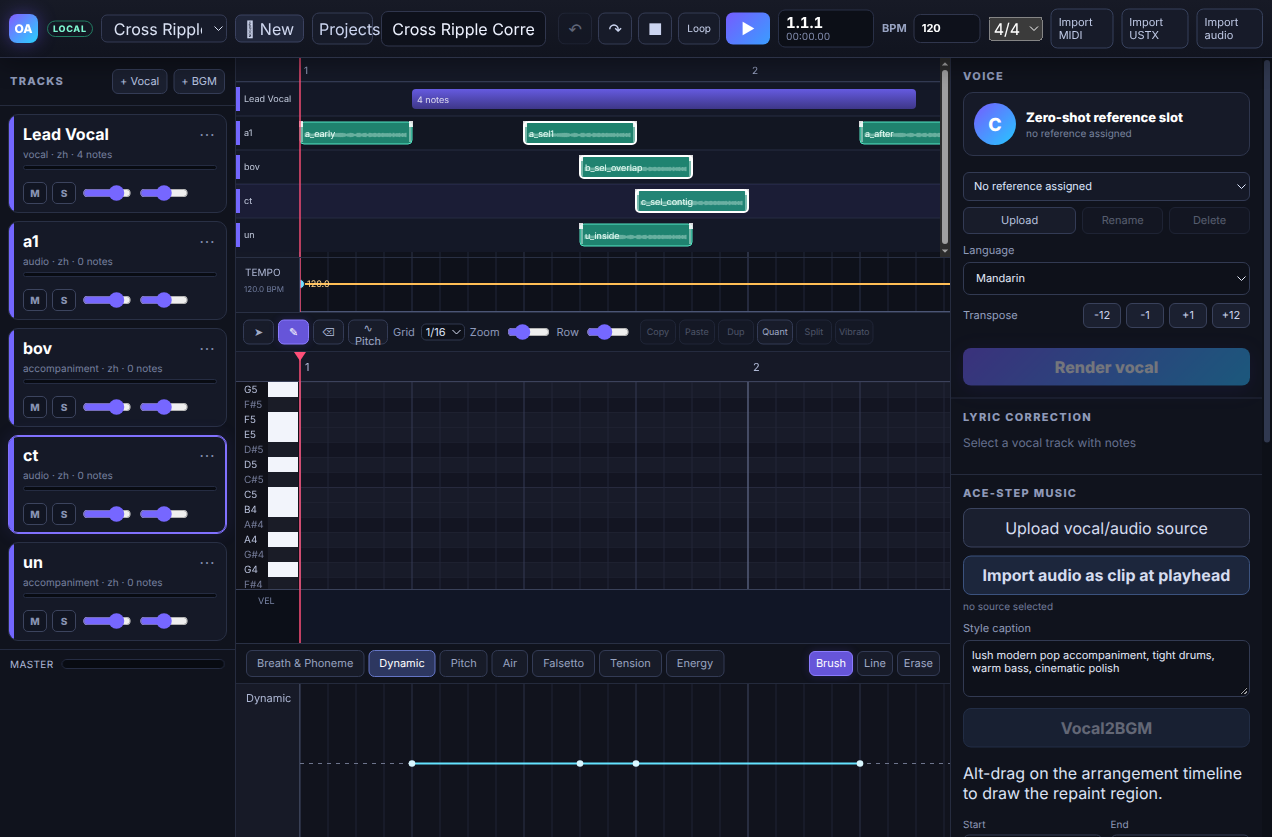 OA
LOCAL
Cross Ripple
New
Projects
Cross Ripple Corre
Loop
1.1.1
00:00.00
BPM
120
4/4
Import
MIDI
Import
USTX
Import
audio
TRACKS
+ Vocal
+ BGM
Lead Vocal
vocal · zh · 4 notes
M
S
a1
audio · zh · 0 notes
M
S
bov
accompaniment · zh · 0 notes
M
S
ct
audio · zh · 0 notes
M
S
un
accompaniment · zh · 0 notes
M
S
MASTER
1
2
Lead Vocal
4 notes
a1
a_early
a_sel1
a_after
bov
b_sel_overlap
ct
c_sel_contig
un
u_inside
TEMPO
120.0 BPM
120.0
Pitch
Grid
1/16
Zoom
Row
Copy
Paste
Dup
Quant
Split
Vibrato
1
2
G5
F#5
F5
E5
D#5
D5
C#5
C5
B4
A#4
A4
G#4
G4
F#4
VEL
Breath & Phoneme
Dynamic
Pitch
Air
Falsetto
Tension
Energy
Brush
Line
Erase
Dynamic
VOICE
C
Zero-shot reference slot
no reference assigned
No reference assigned
Upload
Rename
Delete
Language
Mandarin
Transpose
-12
-1
+1
+12
Render vocal
LYRIC CORRECTION
Select a vocal track with notes
ACE-STEP MUSIC
Upload vocal/audio source
Import audio as clip at playhead
no source selected
Style caption
lush modern pop accompaniment, tight drums,
warm bass, cinematic polish
Vocal2BGM
Alt-drag on the arrangement timeline
to draw the repaint region.
Start
End